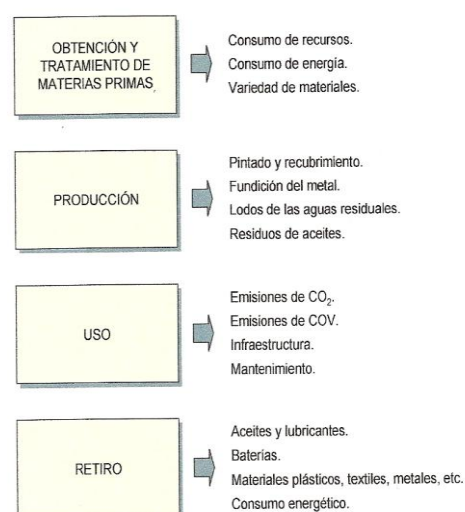 OBTENCIÓN Y
TRATAMIENTO DE
MATERIAS PRIMAS
Consumo de recursos.
Consumo de energía.
Variedad de materiales.
PRODUCCIÓN
Pintado y recubrimiento.
Fundición del metal.
Lodos de las aguas residuales.
Residuos de aceites.
USO
Emisiones de CO₂.
Emisiones de COV.
Infraestructura.
Mantenimiento.
RETIRO
Aceites y lubricantes.
Baterías.
Materiales plásticos, textiles, metales, etc.
Consumo energético.